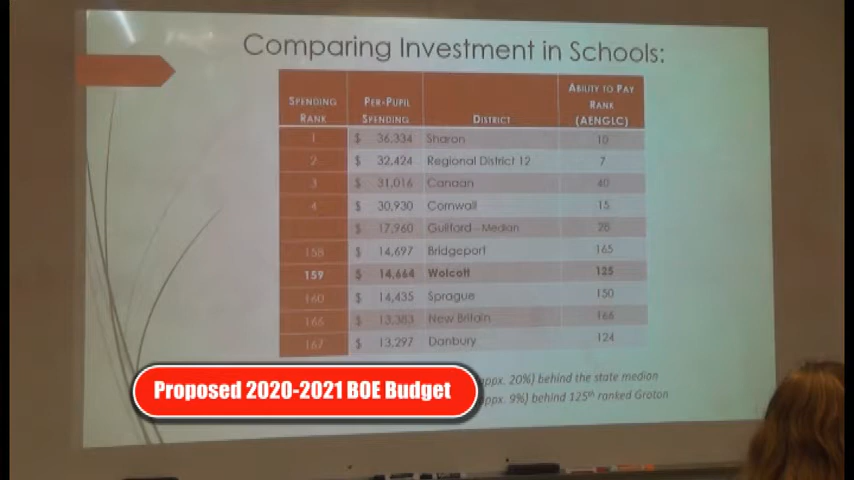 Comparing Investment in Schools:
SPENDING RANK PER-PUPIL SPENDING DISTRICT ABILITY TO PAY RANK (AENGLC)
1 $ 36,334 Sharon 10
2 $ 32,424 Regional District 12 7
3 $ 31,016 Canaan 40
4 $ 30,930 Cornwall 15
$ 17,960 Guilford - Median 26
158 $ 14,697 Bridgeport 165
159 $ 14,664 Wolcott 125
160 $ 14,435 Sprague 150
$ 13,383 New Britain
167 $ 13,297 Danbury 124
appx. 20%) behind the state median
appx. 9%) behind 125th ranked Groton
Proposed 2020-2021 BOE Budget